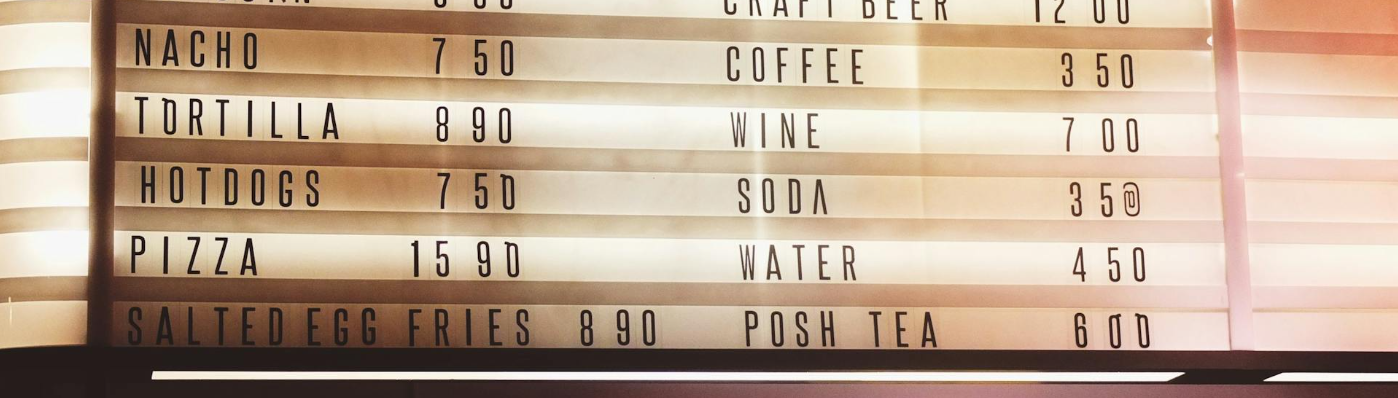 CRAFT BEER 12 00
NACHO 7 50
COFFEE 3 50
TORTILLA 8 90
WINE 7 00
HOTDOGS 7 50
SODA 3 50
PIZZA 15 90
WATER 4 50
SALTED EGG FRIES 8 90
POSH TEA 6 00